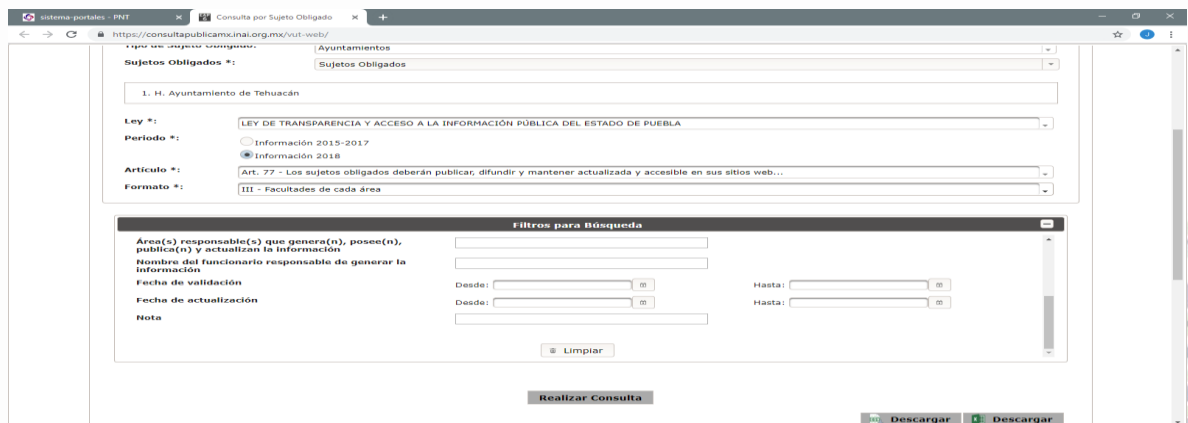 sistema-portales - PNT
Consulta por Sujeto Obligado
https://consultapublicamx.inai.org.mx/vut-web/
Tipo de Sujeto Obligado:
Ayuntamientos
Sujetos Obligados *:
Sujetos Obligados
1. H. Ayuntamiento de Tehuacán
Ley *:
LEY DE TRANSPARENCIA Y ACCESO A LA INFORMACIÓN PÚBLICA DEL ESTADO DE PUEBLA
Periodo *:
Información 2015-2017
Información 2018
Artículo *:
Art. 77 - Los sujetos obligados deberán publicar, difundir y mantener actualizada y accesible en sus sitios web...
Formato *:
III - Facultades de cada área
Filtros para Búsqueda
Área(s) responsable(s) que genera(n), posee(n),
publica(n) y actualizan la información
Nombre del funcionario responsable de generar la
información
Fecha de validación
Desde:
Hasta:
Fecha de actualización
Desde:
Hasta:
Nota
Limpiar
Realizar Consulta
Descargar
Descargar